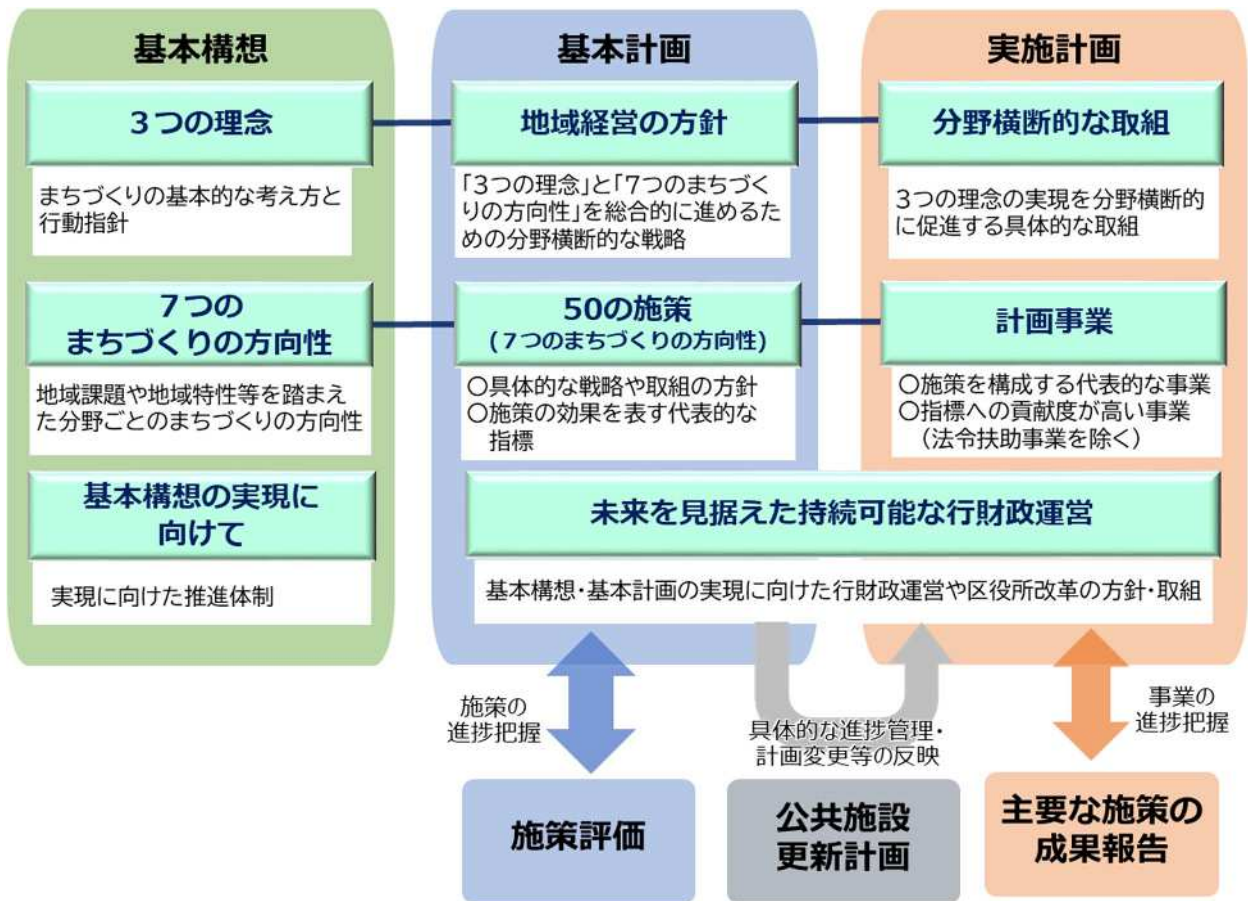 基本構想
3つの理念
まちづくりの基本的な考え方と
行動指針
7つの
まちづくりの方向性
地域課題や地域特性等を踏まえ
た分野ごとのまちづくりの方向性
基本構想の実現に
向けて
実現に向けた推進体制
基本計画
地域経営の方針
「3つの理念」と「7つのまちづく
りの方向性」を総合的に進めるた
めの分野横断的な戦略
50の施策
(7つのまちづくりの方向性)
○具体的な戦略や取組の方針
○施策の効果を表す代表的な
指標
実施計画
分野横断的な取組
3つの理念の実現を分野横断的
に促進する具体的な取組
計画事業
○施策を構成する代表的な事業
○指標への貢献度が高い事業
（法令扶助事業を除く）
未来を見据えた持続可能な行財政運営
基本構想・基本計画の実現に向けた行財政運営や区役所改革の方針・取組
施策の
進捗把握
具体的な進捗管理・
計画変更等の反映
事業の
進捗把握
施策評価
公共施設
更新計画
主要な施策の
成果報告